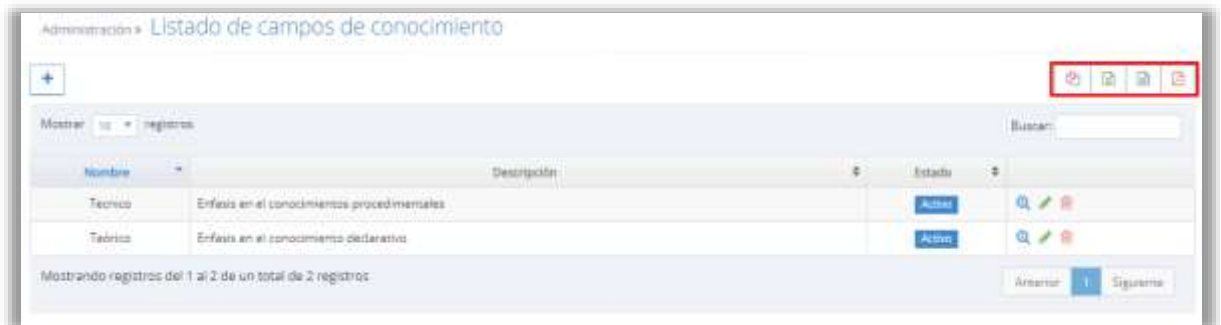 Administración » Listado de campos de conocimiento
+
Mostrar 10 registros
Buscar:
Nombre Descripción Estado
Tecnico Enfasis en el conocimientos procedimentales Activo
Teórico Enfasis en el conocimiento declarativo Activo
Mostrando registros del 1 al 2 de un total de 2 registros
Anterior 1 Siguiente